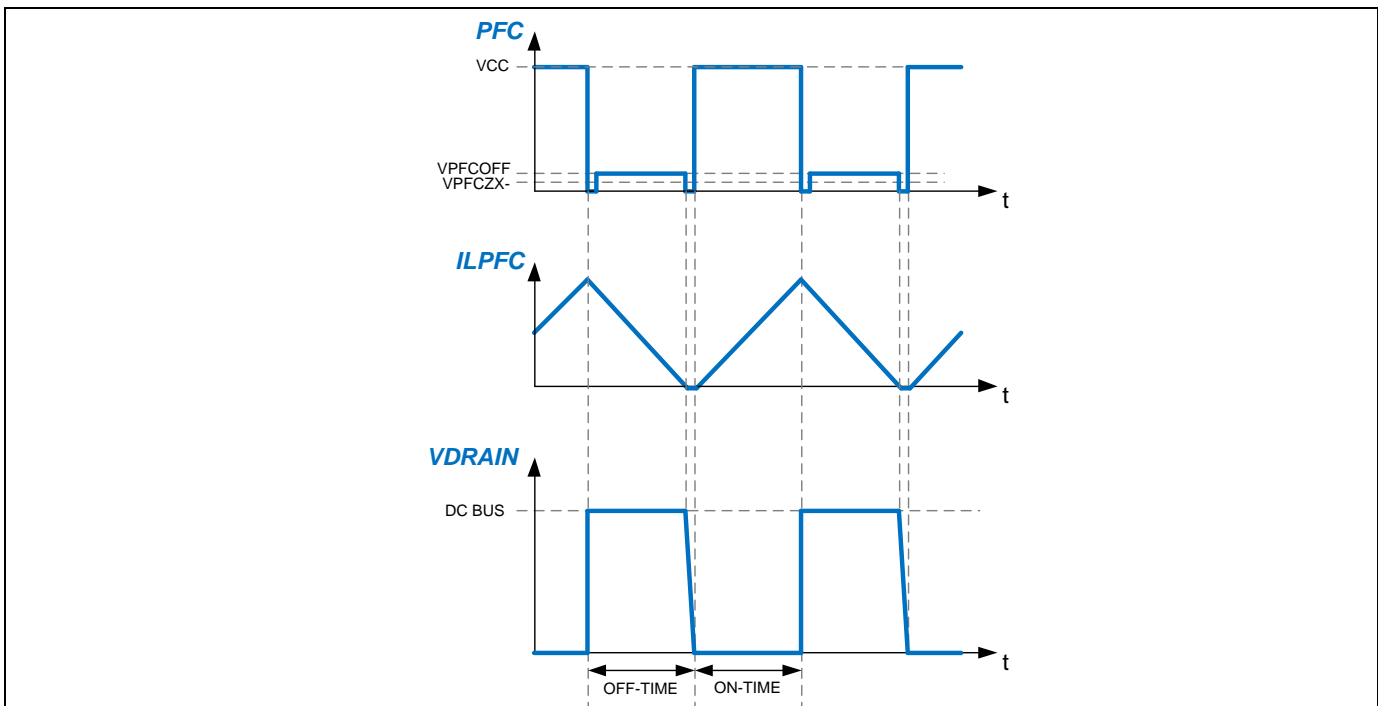 PFC
VCC
VPFCOFF
VPFCZX-
t
ILPFC
t
VDRAIN
DC BUS
t
OFF-TIME
ON-TIME